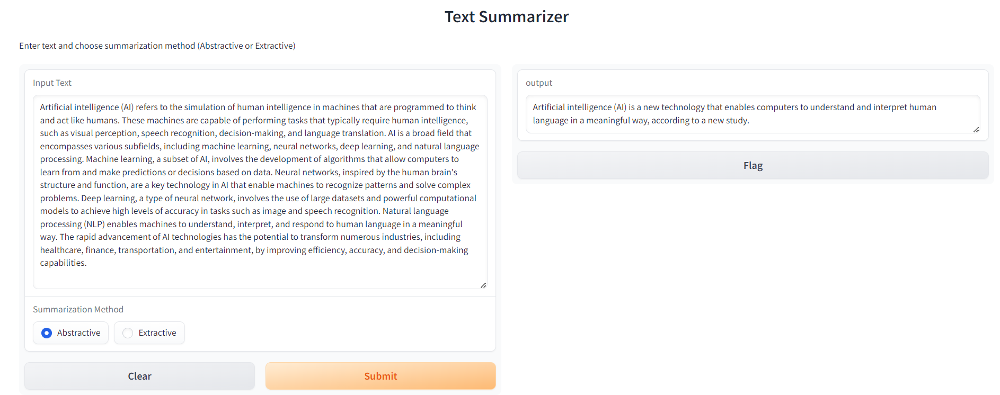 Text Summarizer
Enter text and choose summarization method (Abstractive or Extractive)
Input Text
Artificial intelligence (AI) refers to the simulation of human intelligence in machines that are programmed to think
and act like humans. These machines are capable of performing tasks that typically require human intelligence,
such as visual perception, speech recognition, decision-making, and language translation. AI is a broad field that
encompasses various subfields, including machine learning, neural networks, deep learning, and natural language
processing. Machine learning, a subset of AI, involves the development of algorithms that allow computers to
learn from and make predictions or decisions based on data. Neural networks, inspired by the human brain's
structure and function, are a key technology in AI that enable machines to recognize patterns and solve complex
problems. Deep learning, a type of neural network, involves the use of large datasets and powerful computational
models to achieve high levels of accuracy in tasks such as image and speech recognition. Natural language
processing (NLP) enables machines to understand, interpret, and respond to human language in a meaningful
way. The rapid advancement of AI technologies has the potential to transform numerous industries, including
healthcare, finance, transportation, and entertainment, by improving efficiency, accuracy, and decision-making
capabilities.
Summarization Method
Abstractive
Extractive
Clear
Submit
output
Artificial intelligence (AI) is a new technology that enables computers to understand and interpret human
language in a meaningful way, according to a new study.
Flag